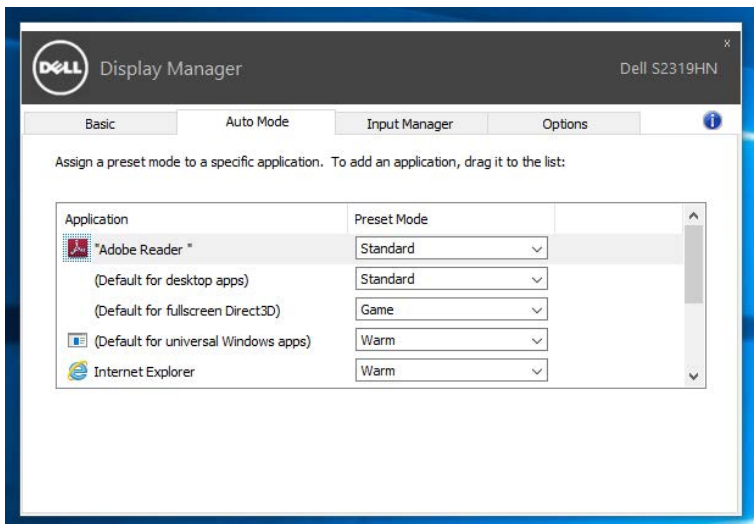 DELL
Display Manager
Dell S2319HN
x
Basic Auto Mode Input Manager Options
Assign a preset mode to a specific application. To add an application, drag it to the list:
Application Preset Mode
"Adobe Reader " Standard
(Default for desktop apps) Standard
(Default for fullscreen Direct3D) Game
(Default for universal Windows apps) Warm
Internet Explorer Warm